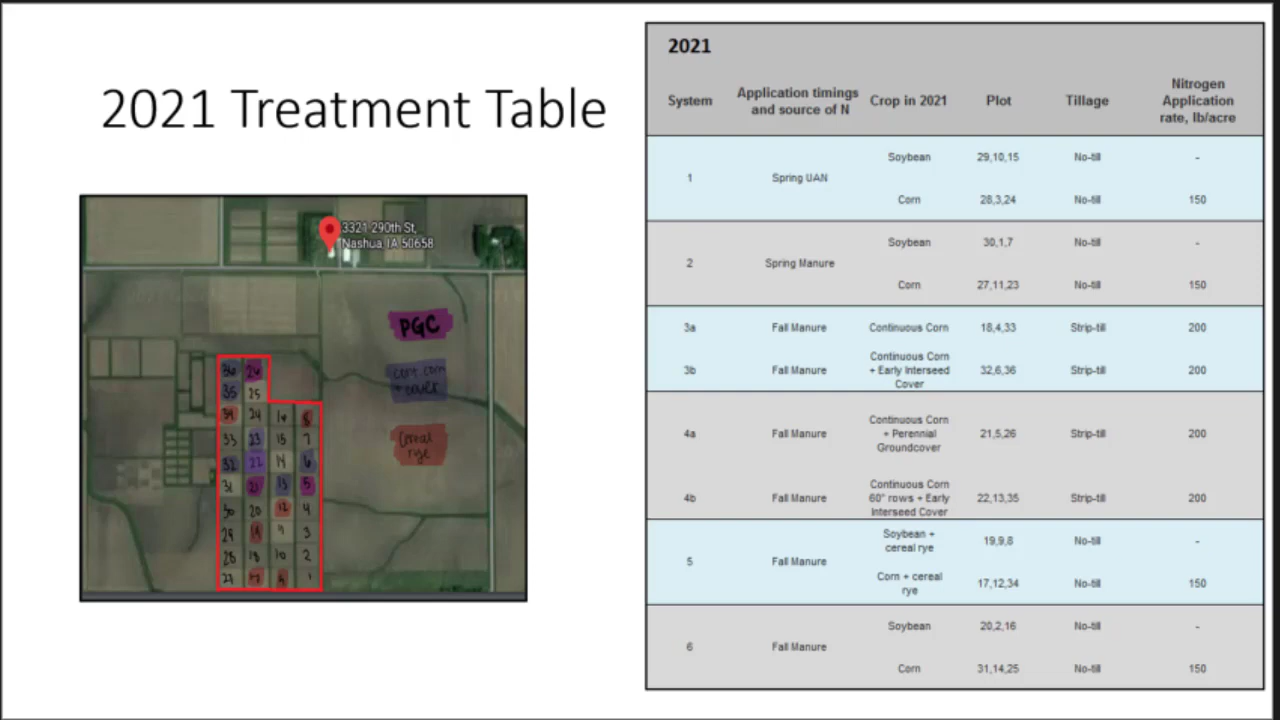 2021 Treatment Table
3321 290th St,
Nashua, IA 50658
PGC
cont. corn
+ cover
Cereal
rye
36 26
35 25
34 24 16 8
33 23 15 7
32 22 14 6
31 21 13 5
30 20 12 4
29 19 9 3
28 18 10 2
27 17 1
2021
System Application timings and source of N Crop in 2021 Plot Tillage Nitrogen Application rate, lb/acre
1 Spring UAN
Soybean 29,10,15 No-till -
Corn 28,3,24 No-till 150
2 Spring Manure
Soybean 30,1,7 No-till -
Corn 27,11,23 No-till 150
3a Fall Manure Continuous Corn 18,4,33 Strip-till 200
3b Fall Manure Continuous Corn + Early Interseed Cover 32,6,36 Strip-till 200
4a Fall Manure Continuous Corn + Perennial Groundcover 21,5,26 Strip-till 200
4b Fall Manure Continuous Corn 60" rows + Early Interseed Cover 22,13,35 Strip-till 200
5 Fall Manure
Soybean + cereal rye 19,9,8 No-till -
Corn + cereal rye 17,12,34 No-till 150
6 Fall Manure
Soybean 20,2,16 No-till -
Corn 31,14,25 No-till 150